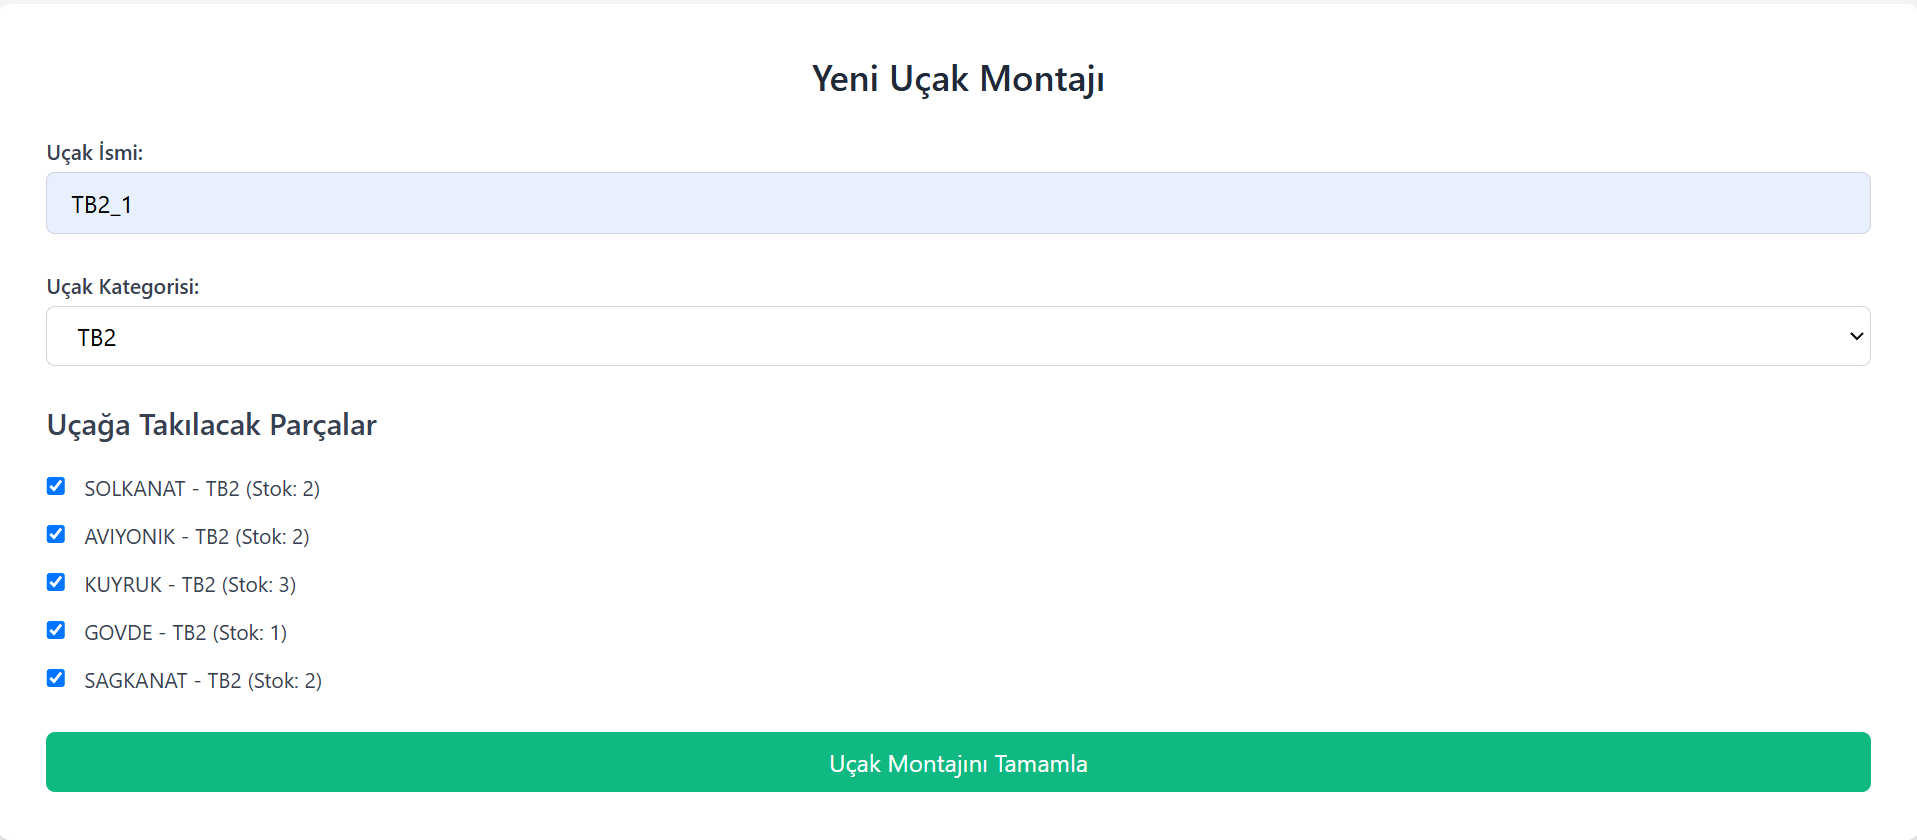 Yeni Uçak Montajı
Uçak İsmi:
TB2_1
Uçak Kategorisi:
TB2
Uçağa Takılacak Parçalar
SOLKANAT - TB2 (Stok: 2)
AVIYONIK - TB2 (Stok: 2)
KUYRUK - TB2 (Stok: 3)
GOVDE - TB2 (Stok: 1)
SAGKANAT - TB2 (Stok: 2)
Uçak Montajını Tamamla